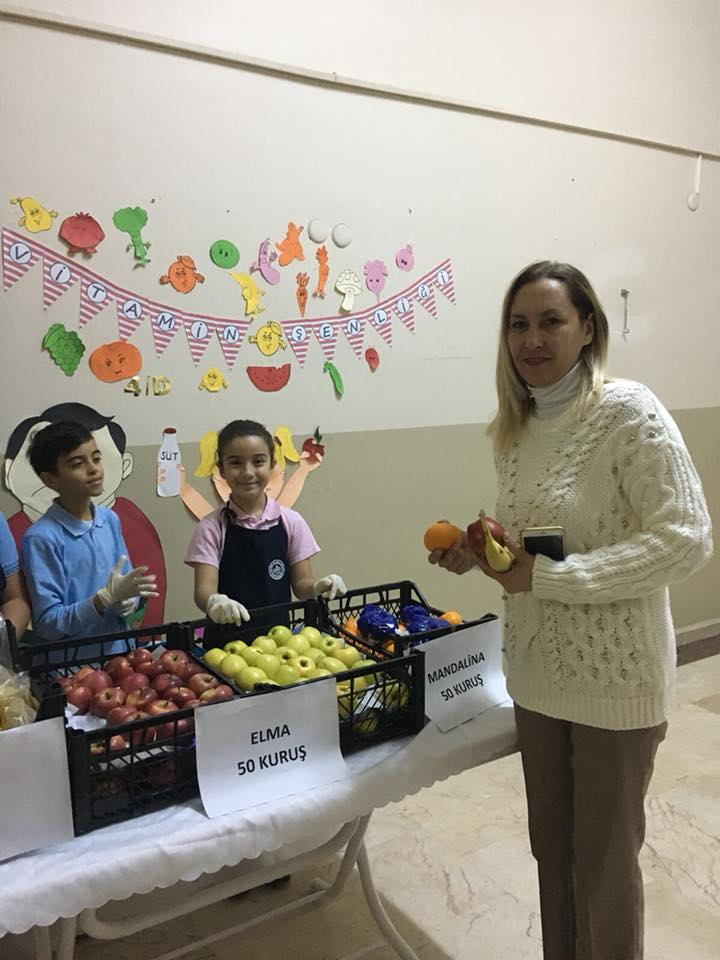 VİTAMİN ŞENLİĞİ
4/D
SÜT
ELMA
50 KURUŞ
MANDALİNA
50 KURUŞ